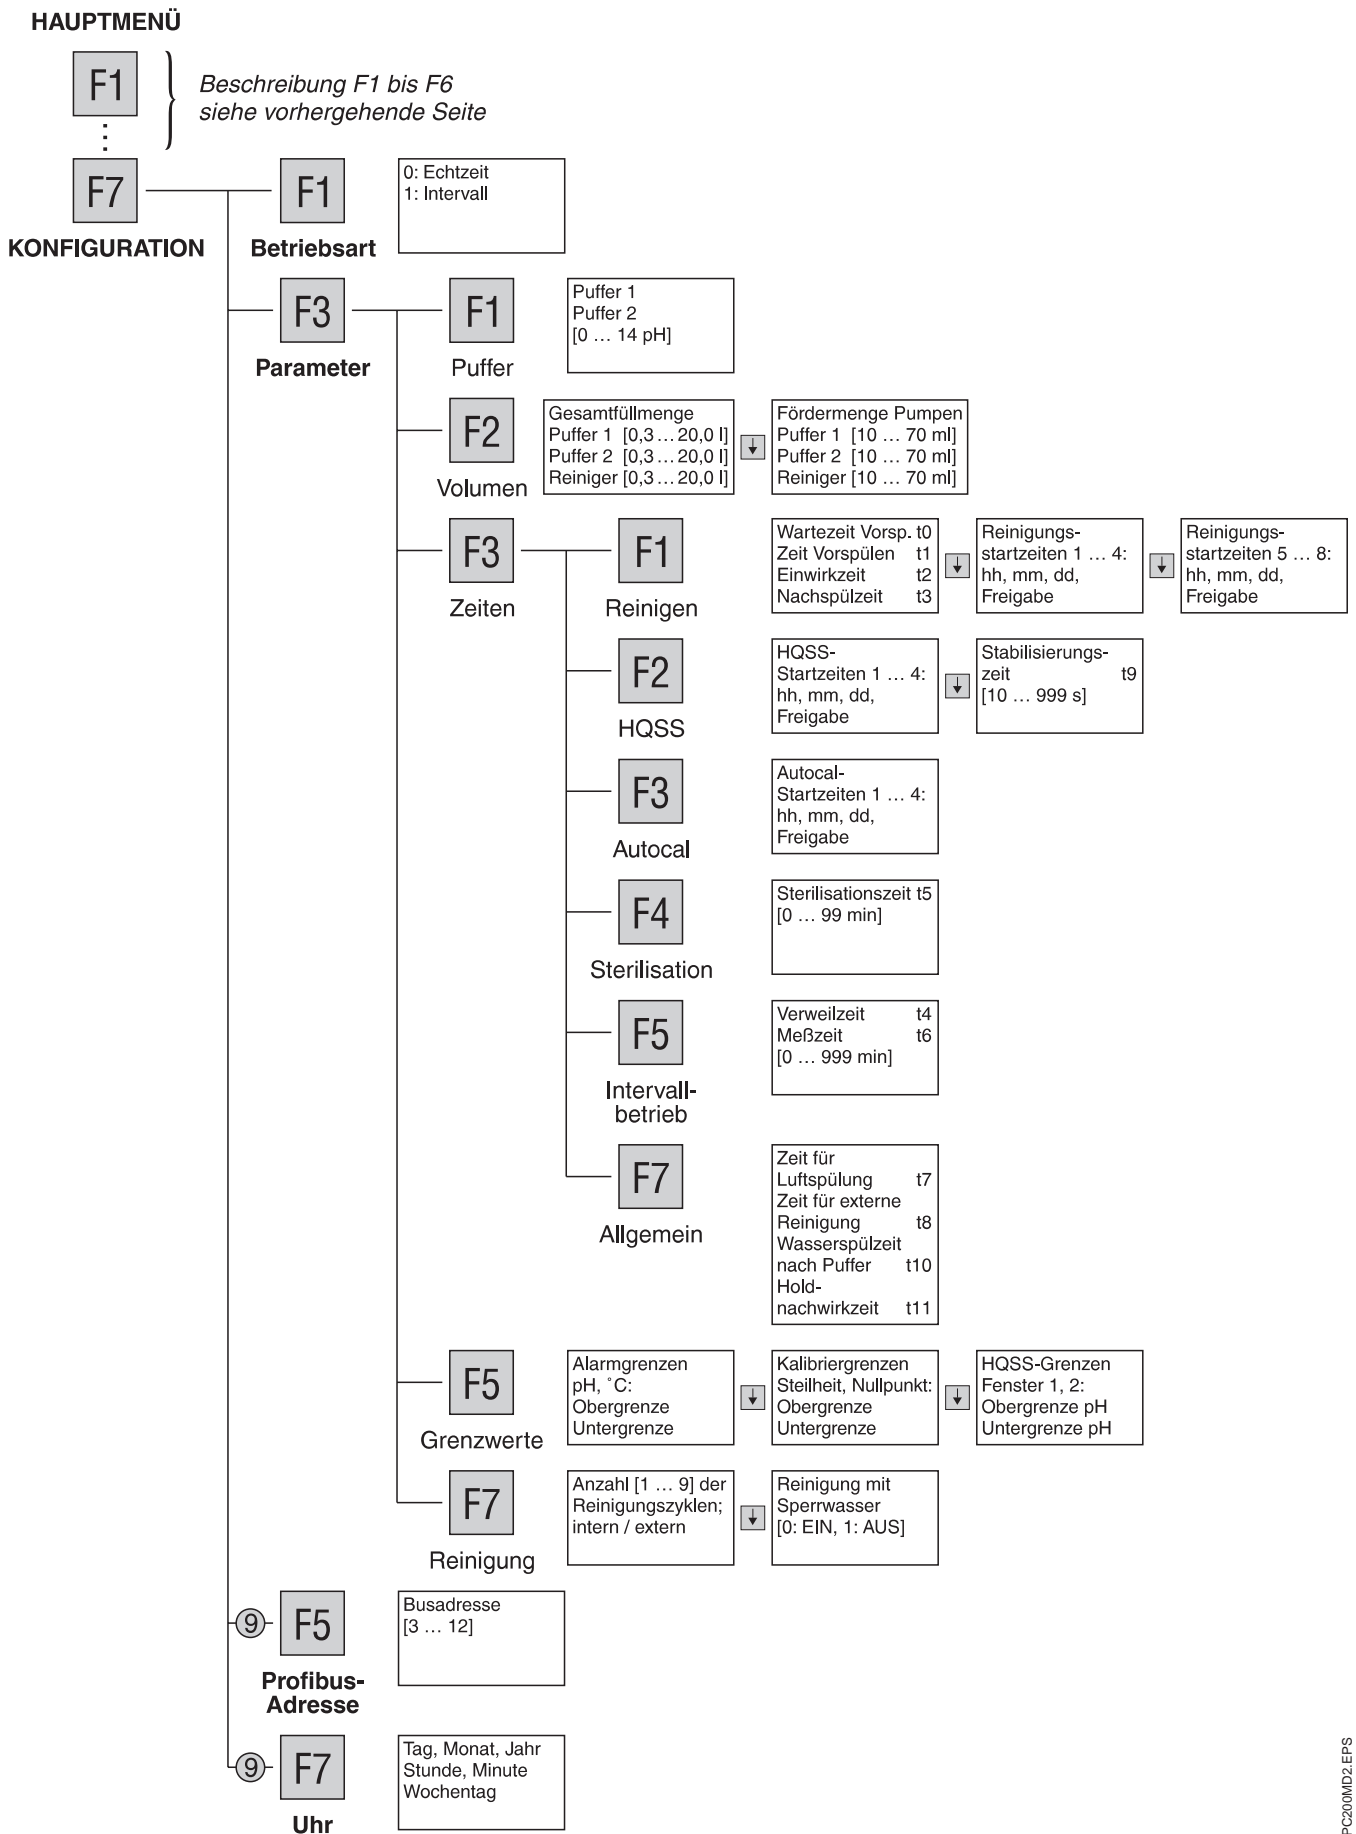 HAUPTMENÜ
F1
Beschreibung F1 bis F6
siehe vorhergehende Seite
F7
KONFIGURATION
F1
Betriebsart
0: Echtzeit
1: Intervall
F3
Parameter
F1
Puffer
Puffer 1
Puffer 2
[0 … 14 pH]
F2
Volumen
Gesamtfüllmenge
Puffer 1 [0,3 … 20,0 l]
Puffer 2 [0,3 … 20,0 l]
Reiniger [0,3 … 20,0 l]
↓
Fördermenge Pumpen
Puffer 1 [10 … 70 ml]
Puffer 2 [10 … 70 ml]
Reiniger [10 … 70 ml]
F3
Zeiten
F1
Reinigen
Wartezeit Vorsp. t0
Zeit Vorspülen t1
Einwirkzeit t2
Nachspülzeit t3
↓
Reinigungs-
startzeiten 1 … 4:
hh, mm, dd,
Freigabe
↓
Reinigungs-
startzeiten 5 … 8:
hh, mm, dd,
Freigabe
F2
HQSS
HQSS-
Startzeiten 1 … 4:
hh, mm, dd,
Freigabe
↓
Stabilisierungs-
zeit t9
[10 … 999 s]
F3
Autocal
Autocal-
Startzeiten 1 … 4:
hh, mm, dd,
Freigabe
F4
Sterilisation
Sterilisationszeit t5
[0 … 99 min]
F5
Intervall-
betrieb
Verweilzeit t4
Meßzeit t6
[0 … 999 min]
F7
Allgemein
Zeit für
Luftspülung t7
Zeit für externe
Reinigung t8
Wasserspülzeit
nach Puffer t10
Hold-
nachwirkzeit t11
F5
Grenzwerte
Alarmgrenzen
pH, °C:
Obergrenze
Untergrenze
↓
Kalibriergrenzen
Steilheit, Nullpunkt:
Obergrenze
Untergrenze
↓
HQSS-Grenzen
Fenster 1, 2:
Obergrenze pH
Untergrenze pH
F7
Reinigung
Anzahl [1 … 9] der
Reinigungszyklen;
intern / extern
↓
Reinigung mit
Sperrwasser
[0: EIN, 1: AUS]
9
F5
Profibus-
Adresse
Busadresse
[3 … 12]
9
F7
Uhr
Tag, Monat, Jahr
Stunde, Minute
Wochentag
PC200MD2.EPS